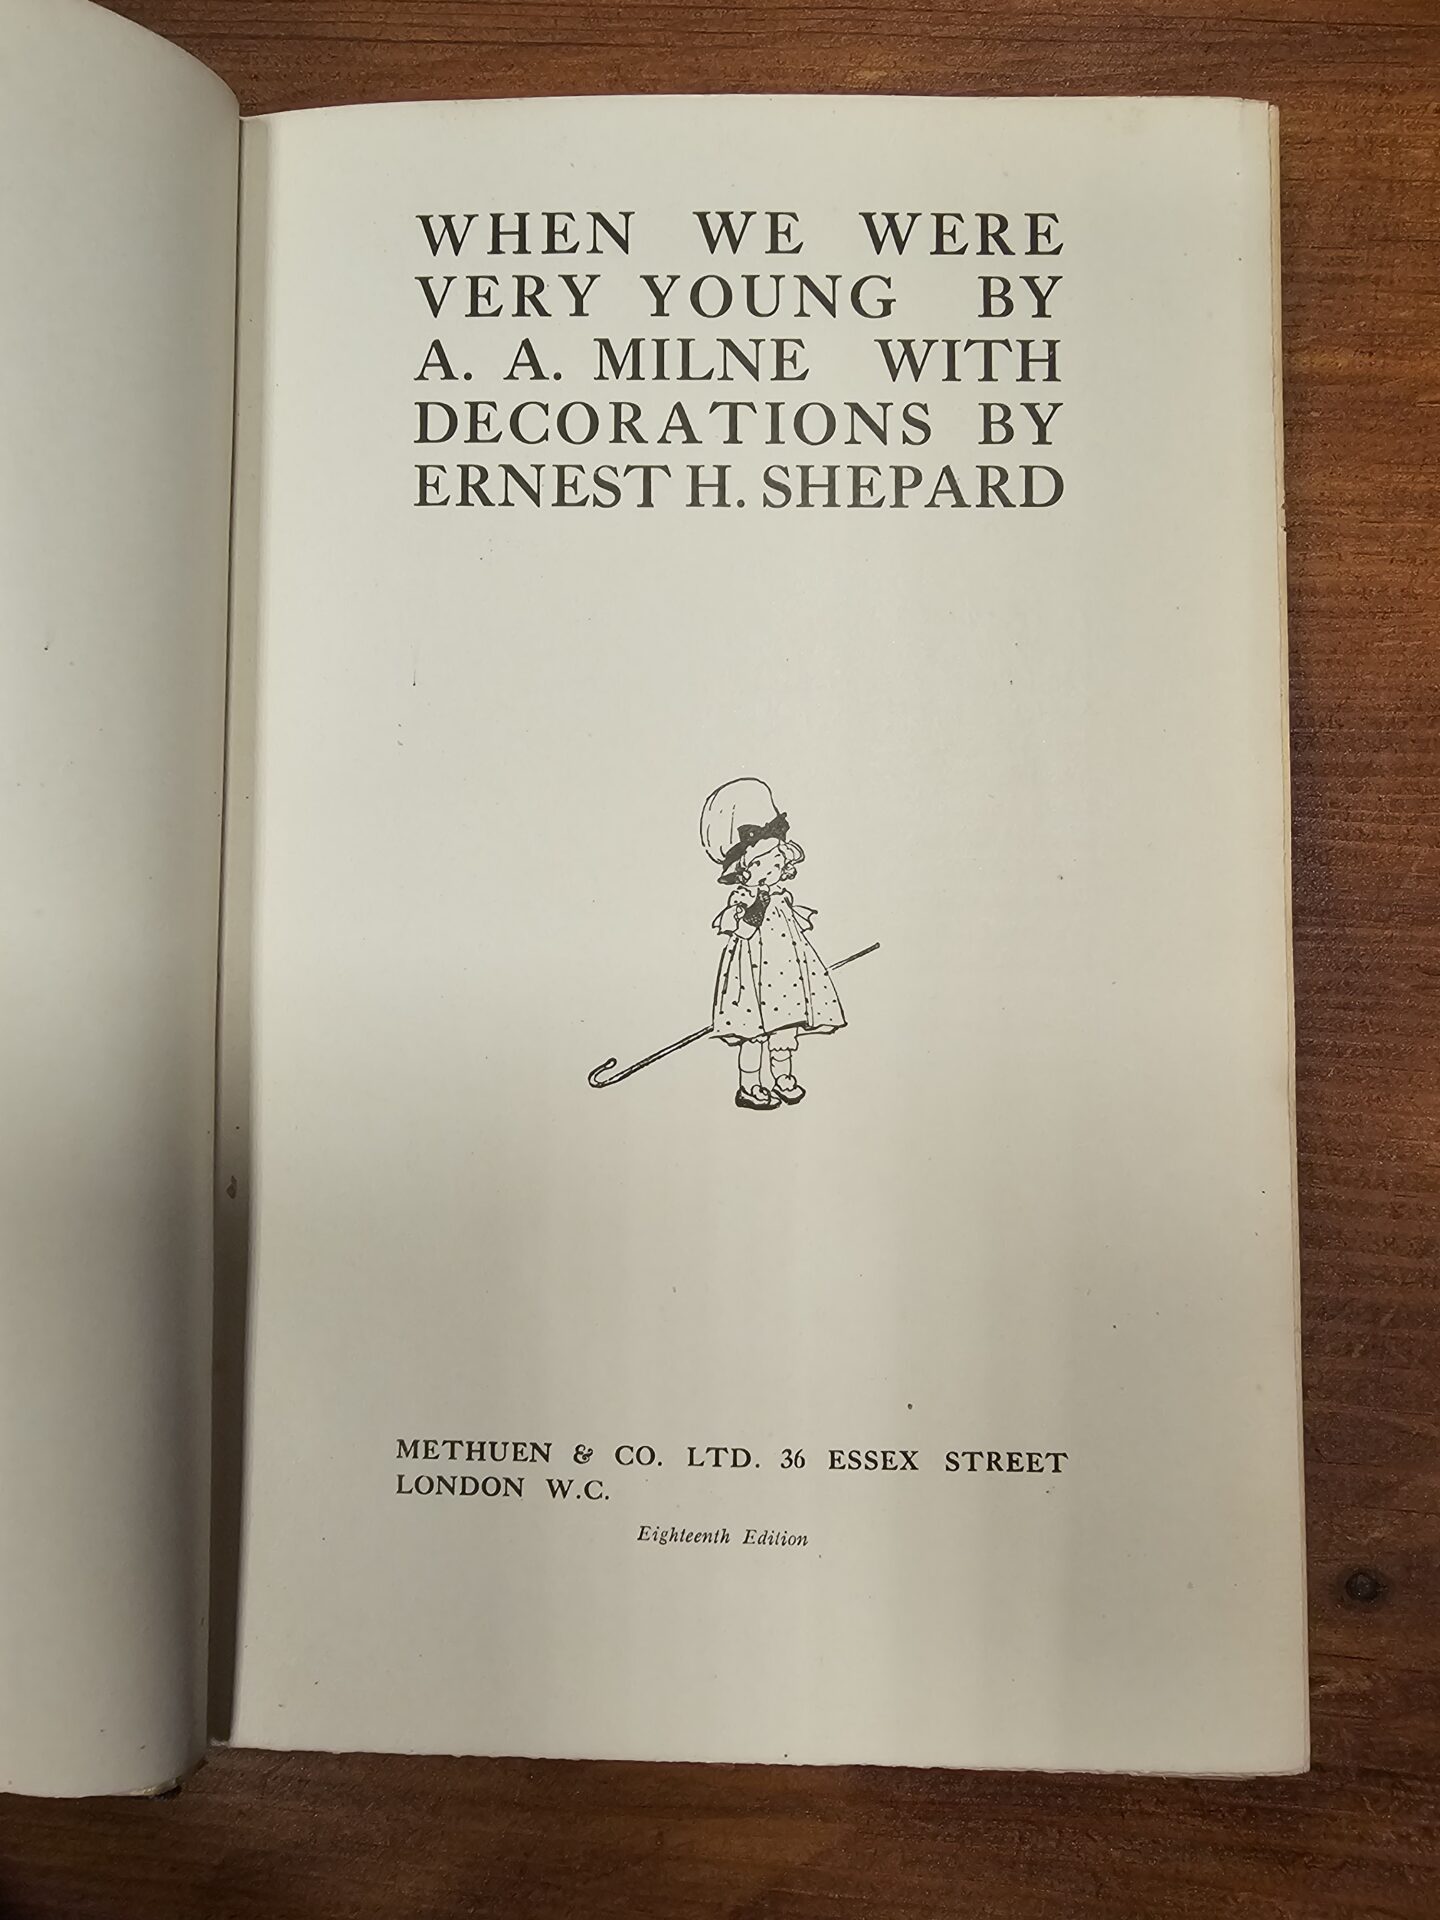 WHEN WE WERE
VERY YOUNG BY
A. A. MILNE WITH
DECORATIONS BY
ERNEST H. SHEPARD
METHUEN & CO. LTD. 36 ESSEX STREET
LONDON W.C.
Eighteenth Edition